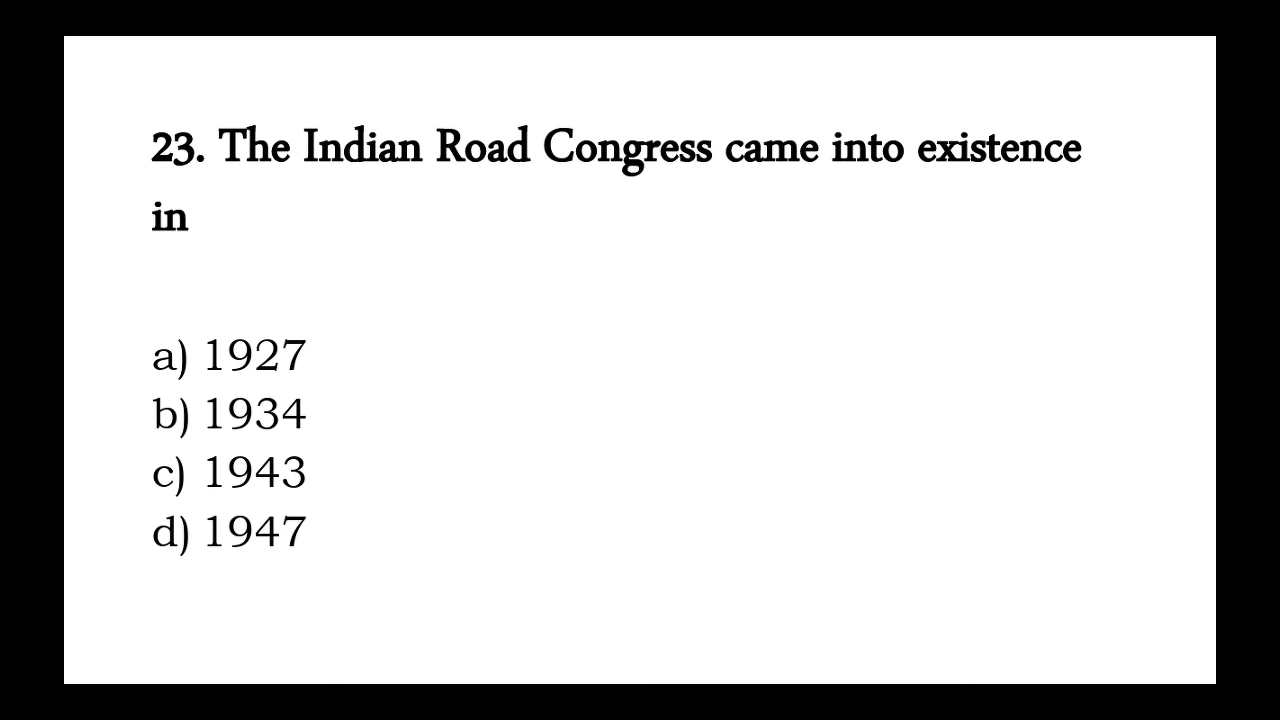 23. The Indian Road Congress came into existence
in
a) 1927
b) 1934
c) 1943
d) 1947